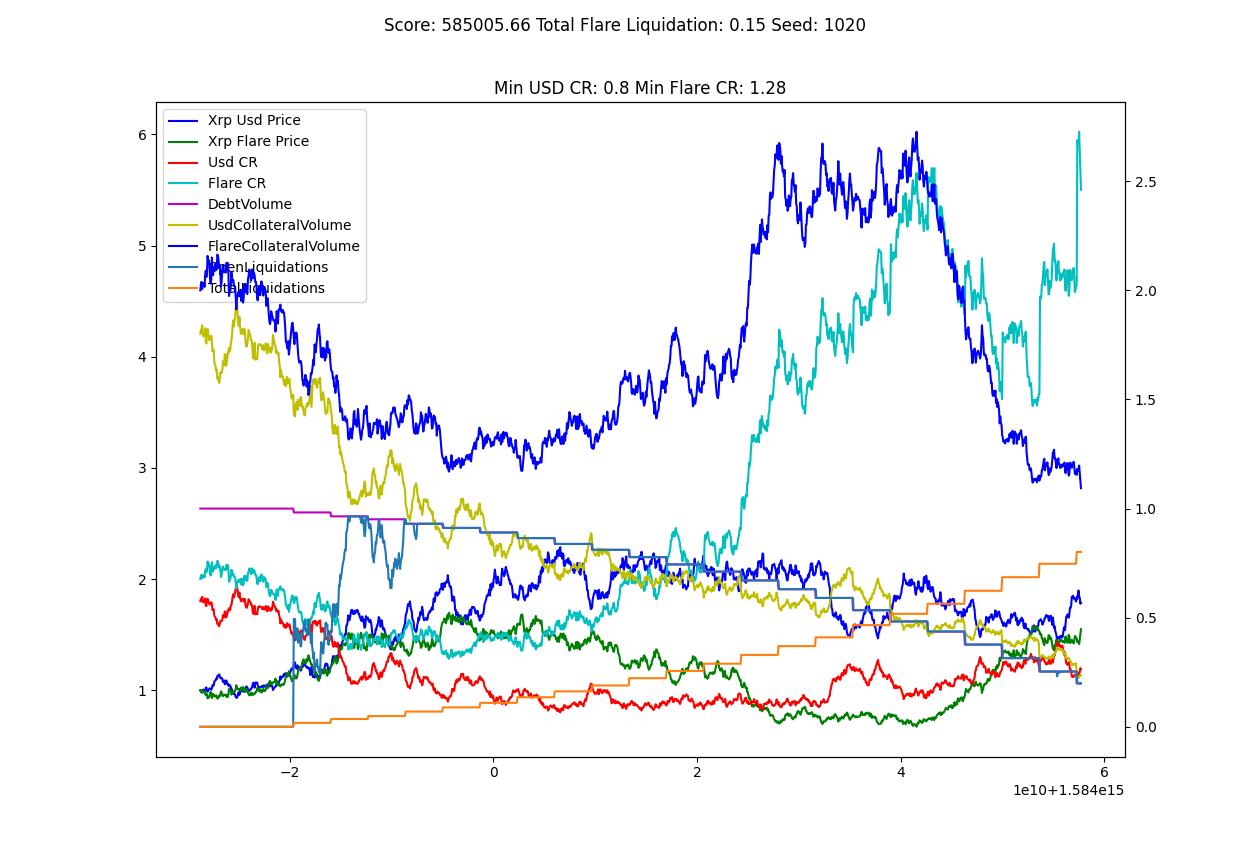 Score: 585005.66 Total Flare Liquidation: 0.15 Seed: 1020
Min USD CR: 0.8 Min Flare CR: 1.28
Xrp Usd Price
Xrp Flare Price
Usd CR
Flare CR
DebtVolume
UsdCollateralVolume
FlareCollateralVolume
OpenLiquidations
TotalLiquidations
6
5
4
3
2
1
2.5
2.0
1.5
1.0
0.5
0.0
−2
0
2
4
6
1e10+1.584e15